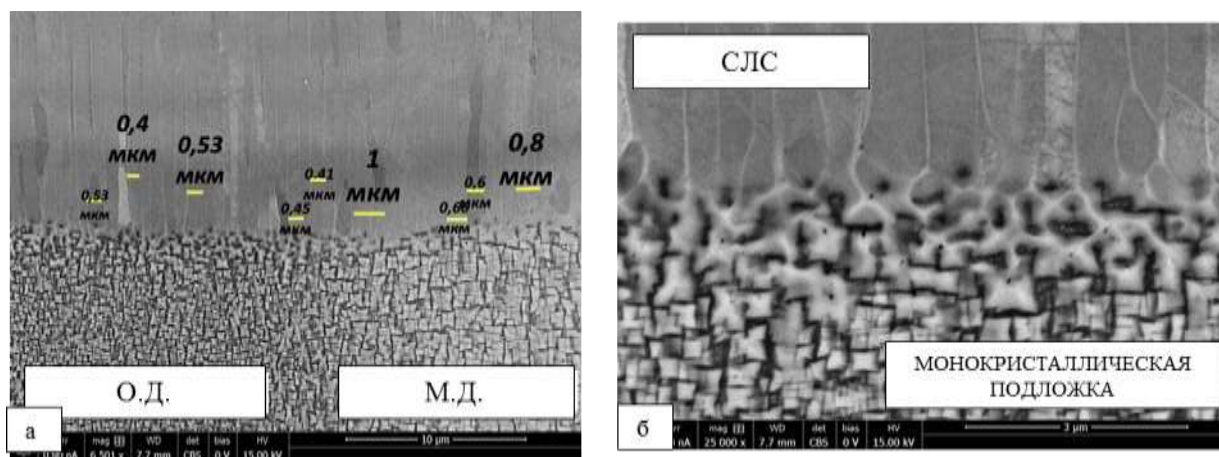 0,4
мкм
0,53
мкм
0,53
мкм
0,45
мкм
0,41
мкм
1
мкм
0,6
мкм
мкм
0,8
мкм
О.Д.
М.Д.
а
mag WD det bias HV
6 501 x 7.7 mm CBS 0 V 15.00 kV
10 μm
СЛС
МОНОКРИСТАЛЛИЧЕСКАЯ
ПОДЛОЖКА
б
nA
mag WD det bias HV
25 000 x 7.7 mm CBS 0 V 15.00 kV
3 μm